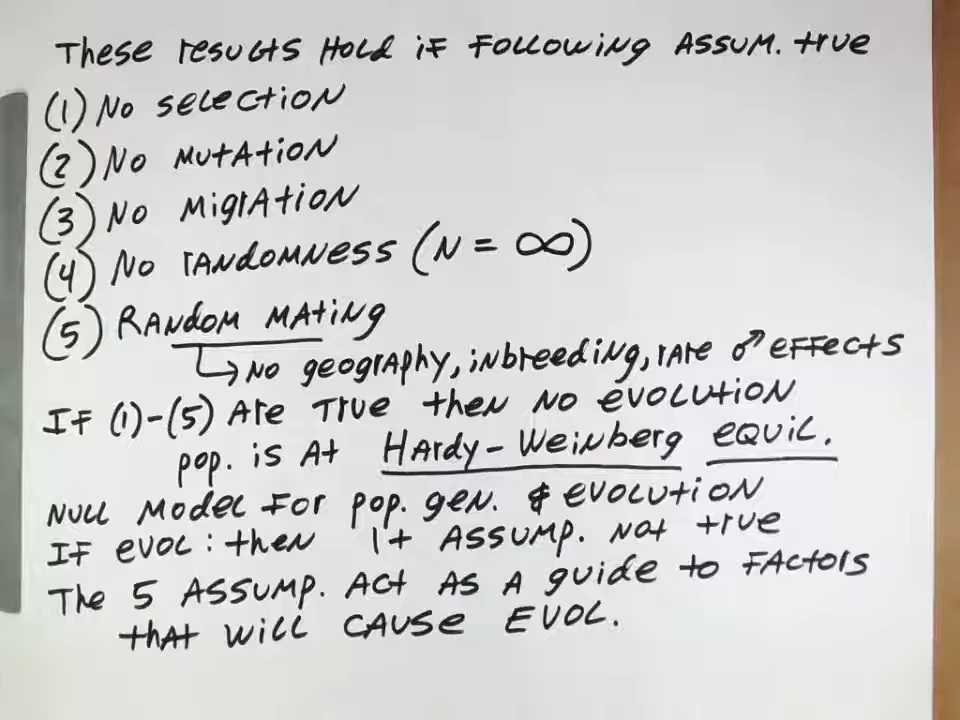 These results Hold if Following Assum. true
(1) No selection
(2) No Mutation
(3) No Migration
(4) No randomness (N = ∞)
(5) Random Mating
↳ No geography, inbreeding, rare ♂ effects
If (1)-(5) Are True then No evolution
pop. is At Hardy-Weinberg equil.
Null Model For pop. gen. & evolution
If evol: then 1+ Assump. Not true
The 5 Assump. Act As A guide to Factors
that will cause Evol.